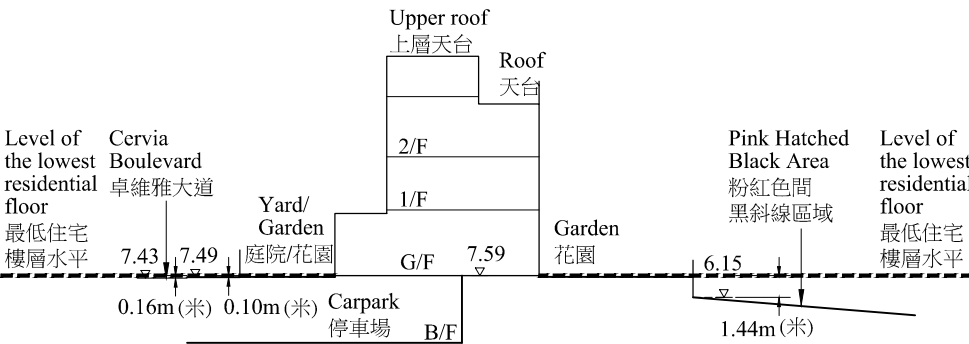 Upper roof
上層天台
Roof
天台
Level of
the lowest
residential
floor
最低住宅
樓層水平
Cervia
Boulevard
卓維雅大道
2/F
Pink Hatched
Black Area
粉紅色間
黑斜線區域
Level of
the lowest
residential
floor
最低住宅
樓層水平
Yard/
Garden
庭院/花園
1/F
Garden
花園
7.43
7.49
G/F
7.59
6.15
0.16m(米)
0.10m(米)
Carpark
停車場
B/F
1.44m(米)